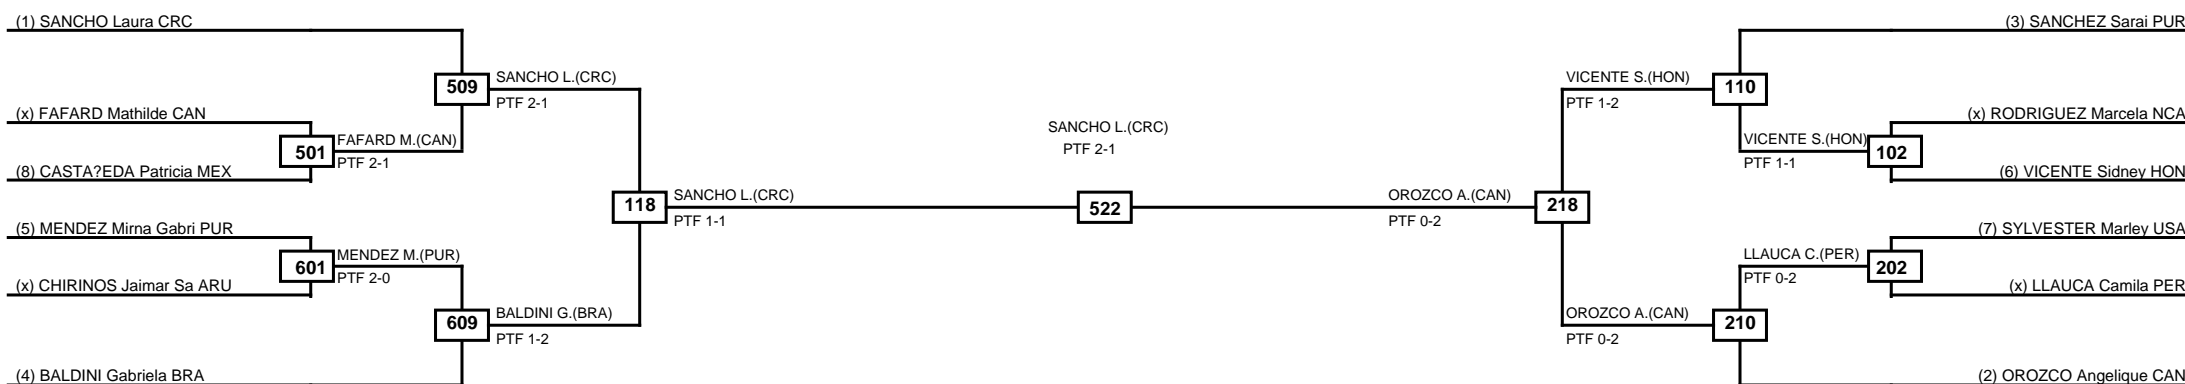 (1) SANCHO Laura CRC
(3) SANCHEZ Sarai PUR
509
SANCHO L.(CRC)
PTF 2-1
VICENTE S.(HON)
PTF 1-2
110
(x) FAFARD Mathilde CAN
SANCHO L.(CRC)
PTF 2-1
(x) RODRIGUEZ Marcela NCA
501
FAFARD M.(CAN)
PTF 2-1
VICENTE S.(HON)
PTF 1-1
102
(8) CASTA?EDA Patricia MEX
(6) VICENTE Sidney HON
118
SANCHO L.(CRC)
PTF 1-1
522
OROZCO A.(CAN)
PTF 0-2
218
(5) MENDEZ Mirna Gabri PUR
(7) SYLVESTER Marley USA
601
MENDEZ M.(PUR)
PTF 2-0
LLAUCA C.(PER)
PTF 0-2
202
(x) CHIRINOS Jaimar Sa ARU
(x) LLAUCA Camila PER
609
BALDINI G.(BRA)
PTF 1-2
OROZCO A.(CAN)
PTF 0-2
210
(4) BALDINI Gabriela BRA
(2) OROZCO Angelique CAN